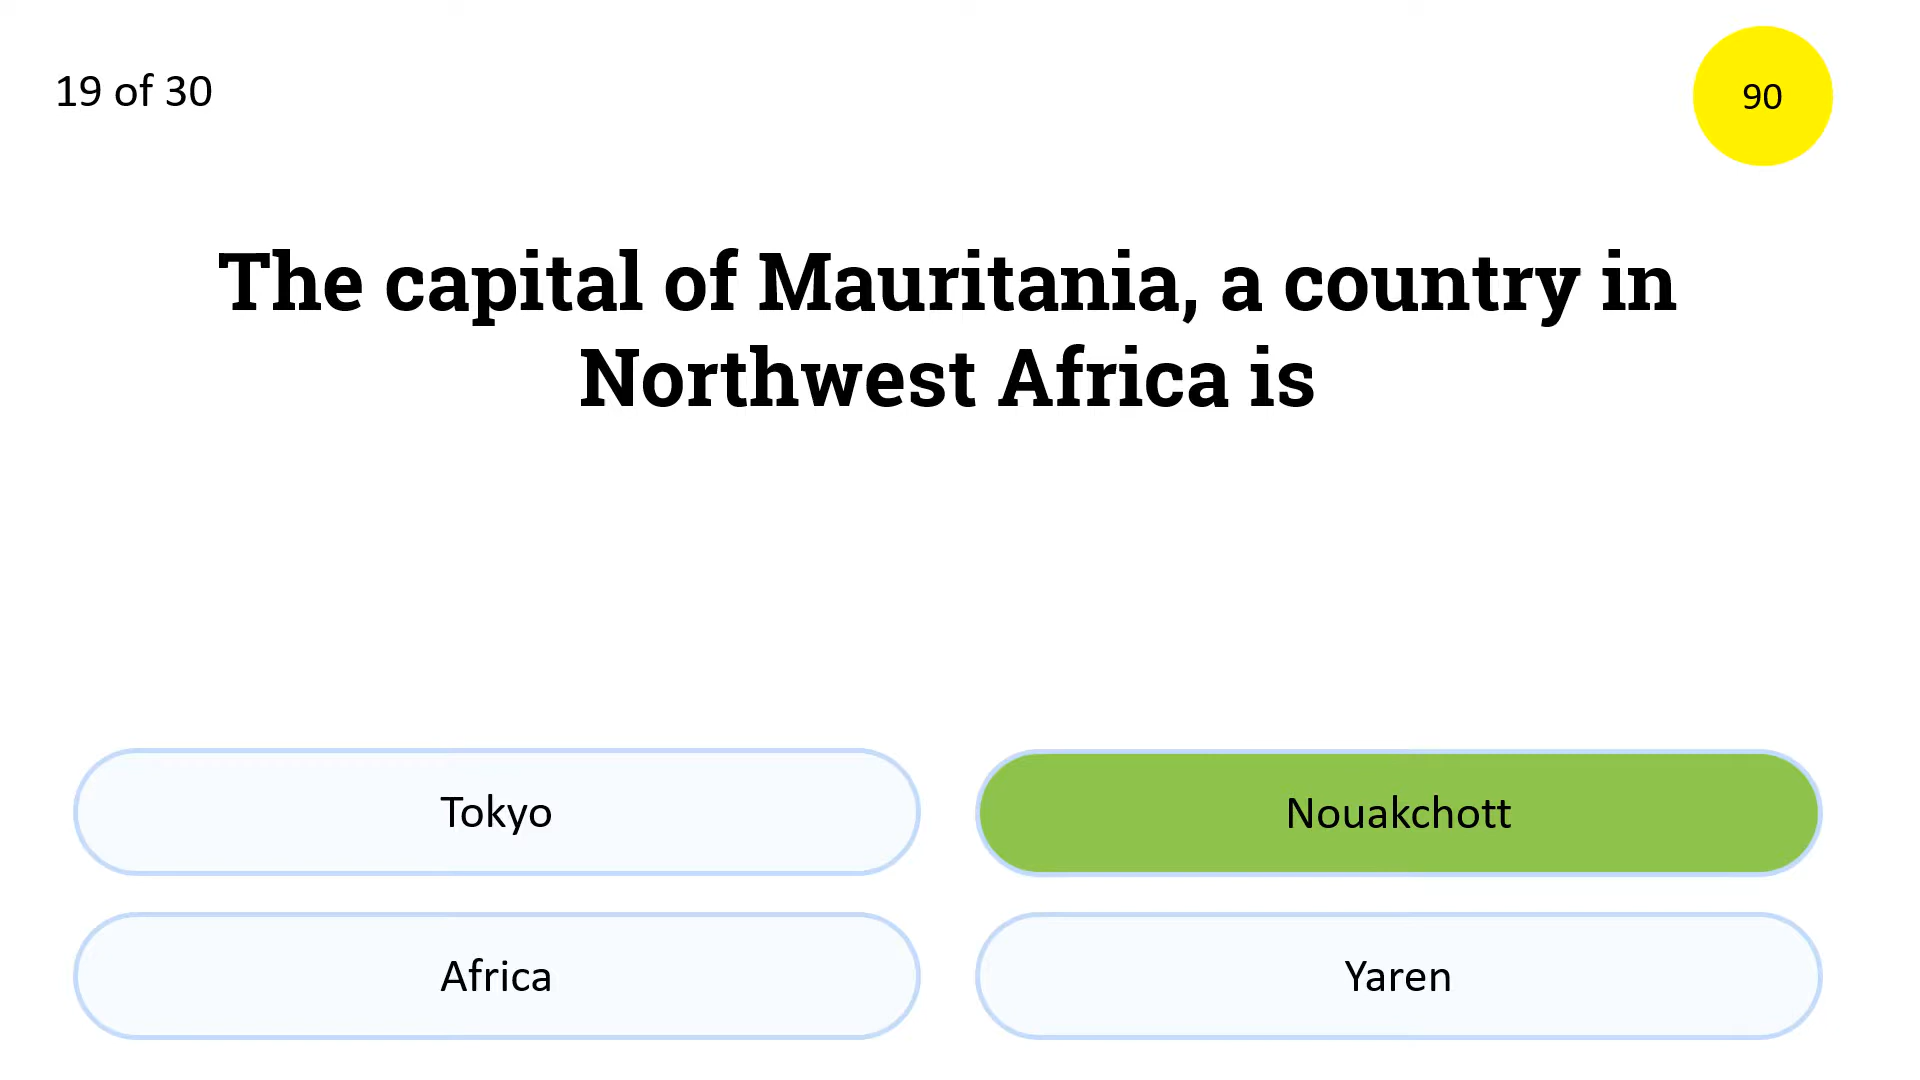 19 of 30
90
The capital of Mauritania, a country in
Northwest Africa is
Tokyo
Nouakchott
Africa
Yaren